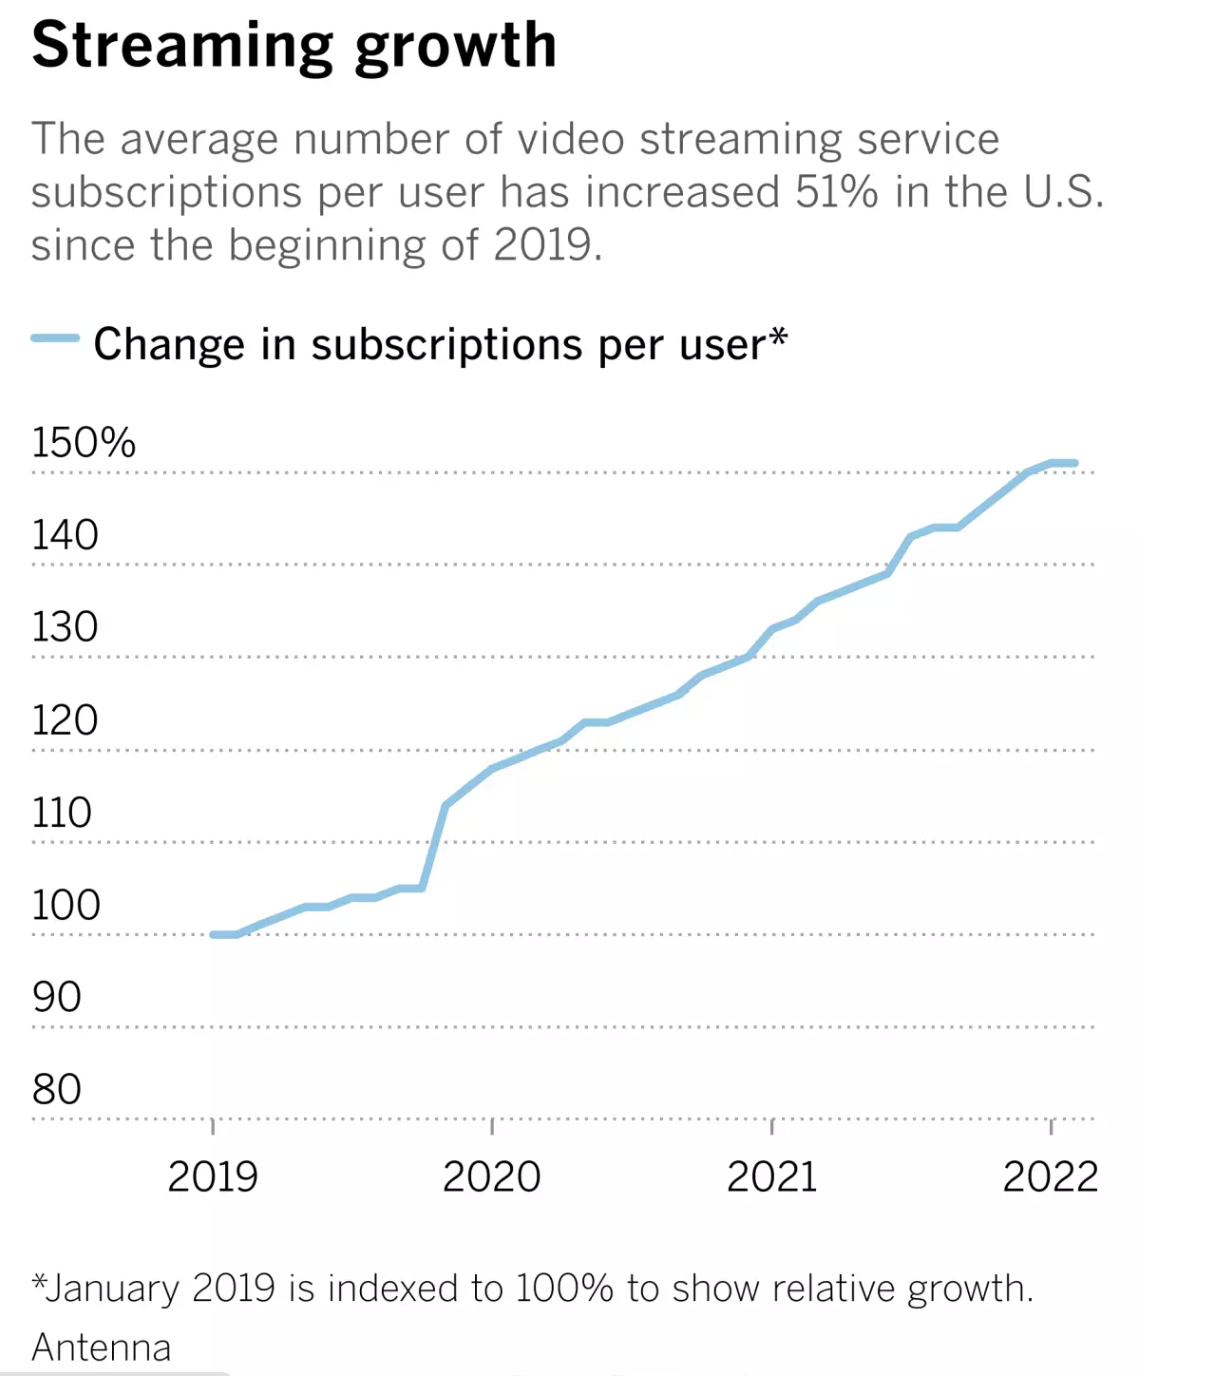 Streaming growth
The average number of video streaming service
subscriptions per user has increased 51% in the U.S.
since the beginning of 2019.
Change in subscriptions per user*
150%
140
130
120
110
100
90
80
2019 2020 2021 2022
*January 2019 is indexed to 100% to show relative growth.
Antenna